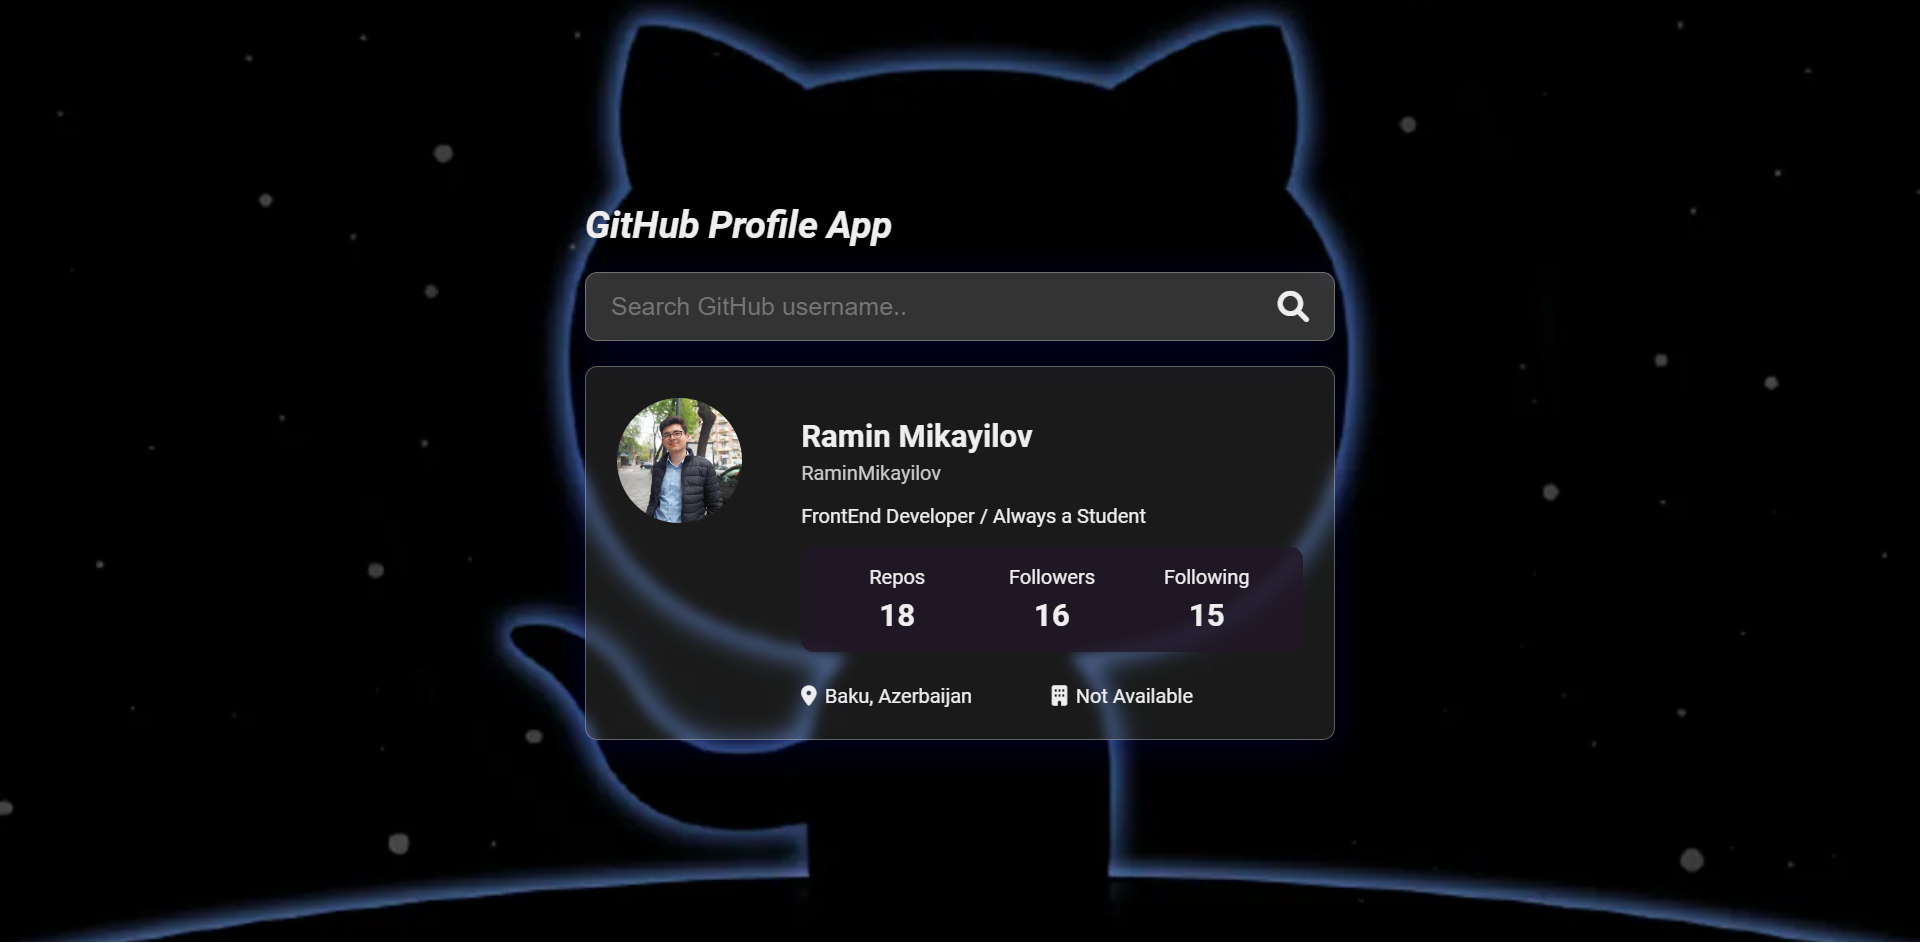 GitHub Profile App
Search GitHub username..
Ramin Mikayilov
RaminMikayilov
FrontEnd Developer / Always a Student
Repos Followers Following
18 16 15
Baku, Azerbaijan Not Available